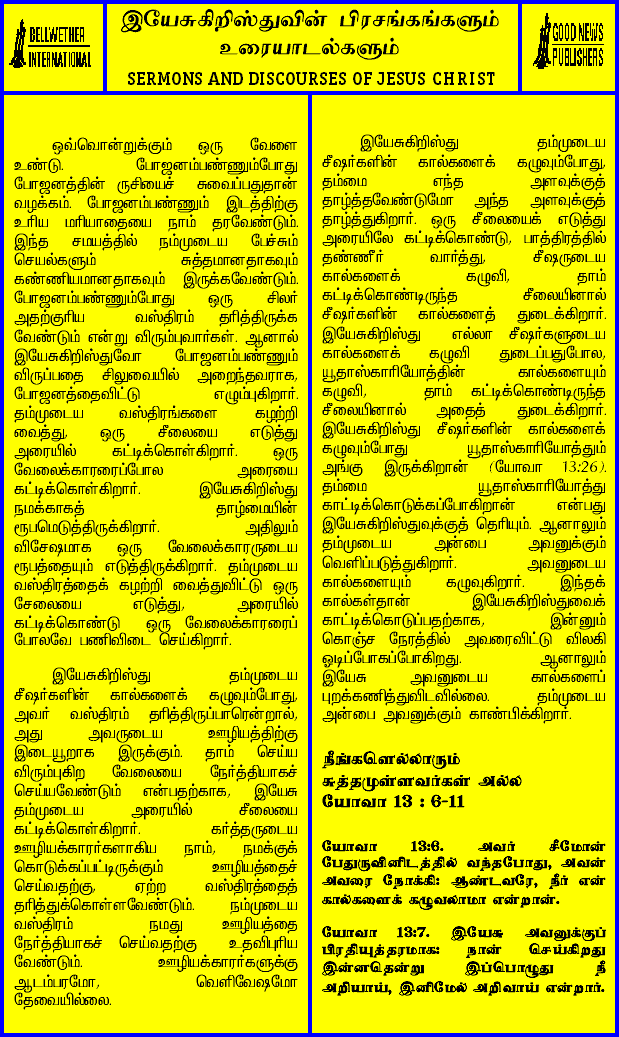 BELLWETHER
INTERNATIONAL
இயேசுகிறிஸ்துவின் பிரசங்கங்களும்
உரையாடல்களும்
SERMONS AND DISCOURSES OF JESUS CHRIST
GOOD NEWS
PUBLISHERS
ஒவ்வொன்றுக்கும் ஒரு வேளை
உண்டு. போஜனம்பண்ணும்போது
போஜனத்தின் ருசியைச் சுவைப்பதுதான்
வழக்கம். போஜனம்பண்ணும் இடத்திற்கு
உரிய மரியாதையை நாம் தரவேண்டும்.
இந்த சமயத்தில் நம்முடைய பேச்சும்
செயல்களும் சுத்தமானதாகவும்
கண்ணியமானதாகவும் இருக்கவேண்டும்.
போஜனம்பண்ணும்போது ஒரு சிலர்
அதற்குரிய வஸ்திரம் தரித்திருக்க
வேண்டும் என்று விரும்புவார்கள். ஆனால்
இயேசுகிறிஸ்துவோ போஜனம்பண்ணும்
விருப்பதை சிலுவையில் அறைந்தவராக,
போஜனத்தைவிட்டு எழும்புகிறார்.
தம்முடைய வஸ்திரங்களை கழற்றி
வைத்து, ஒரு சீலையை எடுத்து
அரையில் கட்டிக்கொள்கிறார். ஒரு
வேலைக்காரரைப்போல அரையை
கட்டிக்கொள்கிறார். இயேசுகிறிஸ்து
நமக்காகத் தாழ்மையின்
ரூபமெடுத்திருக்கிறார். அதிலும்
விசேஷமாக ஒரு வேலைக்காரருடைய
ரூபத்தையும் எடுத்திருக்கிறார். தம்முடைய
வஸ்திரத்தைக் கழற்றி வைத்துவிட்டு ஒரு
சேலையை எடுத்து, அரையில்
கட்டிக்கொண்டு ஒரு வேலைக்காரரைப்
போலவே பணிவிடை செய்கிறார்.
இயேசுகிறிஸ்து தம்முடைய
சீஷர்களின் கால்களைக் கழுவும்போது,
அவர் வஸ்திரம் தரித்திருப்பாரென்றால்,
அது அவருடைய ஊழியத்திற்கு
இடையூறாக இருக்கும். தாம் செய்ய
விரும்புகிற வேலையை நேர்த்தியாகச்
செய்யவேண்டும் என்பதற்காக, இயேசு
தம்முடைய அரையில் சீலையை
கட்டிக்கொள்கிறார். கர்த்தருடைய
ஊழியக்காரர்களாகிய நாம், நமக்குக்
கொடுக்கப்பட்டிருக்கும் ஊழியத்தைச்
செய்வதற்கு, ஏற்ற வஸ்திரத்தைத்
தரித்துக்கொள்ளவேண்டும். நம்முடைய
வஸ்திரம் நமது ஊழியத்தை
நேர்த்தியாகச் செய்வதற்கு உதவிபுரிய
வேண்டும். ஊழியக்காரர்களுக்கு
ஆடம்பரமோ, வெளிவேஷமோ
தேவையில்லை.
இயேசுகிறிஸ்து தம்முடைய
சீஷர்களின் கால்களைக் கழுவும்போது,
தம்மை எந்த அளவுக்குத்
தாழ்த்தவேண்டுமோ அந்த அளவுக்குத்
தாழ்த்துகிறார். ஒரு சீலையைக் எடுத்து
அரையிலே கட்டிக்கொண்டு, பாத்திரத்தில்
தண்ணீர் வார்த்து, சீஷருடைய
கால்களைக் கழுவி, தாம்
கட்டிக்கொண்டிருந்த சீலையினால்
சீஷர்களின் கால்களைத் துடைக்கிறார்.
இயேசுகிறிஸ்து எல்லா சீஷர்களுடைய
கால்களைக் கழுவி துடைப்பதுபோல,
யூதாஸ்காரியோத்தின் கால்களையும்
கழுவி, தாம் கட்டிக்கொண்டிருந்த
சீலையினால் அதைத் துடைக்கிறார்.
இயேசுகிறிஸ்து சீஷர்களின் கால்களைக்
கழுவும்போது யூதாஸ்காரியோத்தும்
அங்கு இருக்கிறான் (யோவா 13:26).
தம்மை யூதாஸ்காரியோத்து
காட்டிக்கொடுக்கப்போகிறான் என்பது
இயேசுகிறிஸ்துவுக்குத் தெரியும். ஆனாலும்
தம்முடைய அன்பை அவனுக்கும்
வெளிப்படுத்துகிறார். அவனுடைய
கால்களையும் கழுவுகிறார். இந்தக்
கால்கள்தான் இயேசுகிறிஸ்துவைக்
காட்டிக்கொடுப்பதற்காக, இன்னும்
கொஞ்ச நேரத்தில் அவரைவிட்டு விலகி
ஓடிப்போகப்போகிறது. ஆனாலும்
இயேசு அவனுடைய கால்களைப்
புறக்கணித்துவிடவில்லை. தம்முடைய
அன்பை அவனுக்கும் காண்பிக்கிறார்.
நீங்களெல்லாரும்
சுத்தமுள்ளவர்கள் அல்ல
யோவா 13 : 6-11
யோவா 13:6. அவர் சீமோன்
பேதுருவினிடத்தில் வந்தபோது, அவன்
அவரை நோக்கி: ஆண்டவரே, நீர் என்
கால்களைக் கழுவலாமா என்றான்.
யோவா 13:7. இயேசு அவனுக்குப்
பிரதியுத்தரமாக: நான் செய்கிறது
இன்னதென்று இப்பொழுது நீ
அறியாய், இனிமேல் அறிவாய் என்றார்.